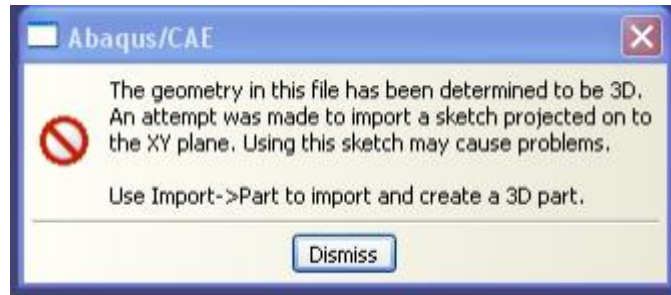 Abaqus/CAE
The geometry in this file has been determined to be 3D.
An attempt was made to import a sketch projected on to
the XY plane. Using this sketch may cause problems.
Use Import->Part to import and create a 3D part.
Dismiss